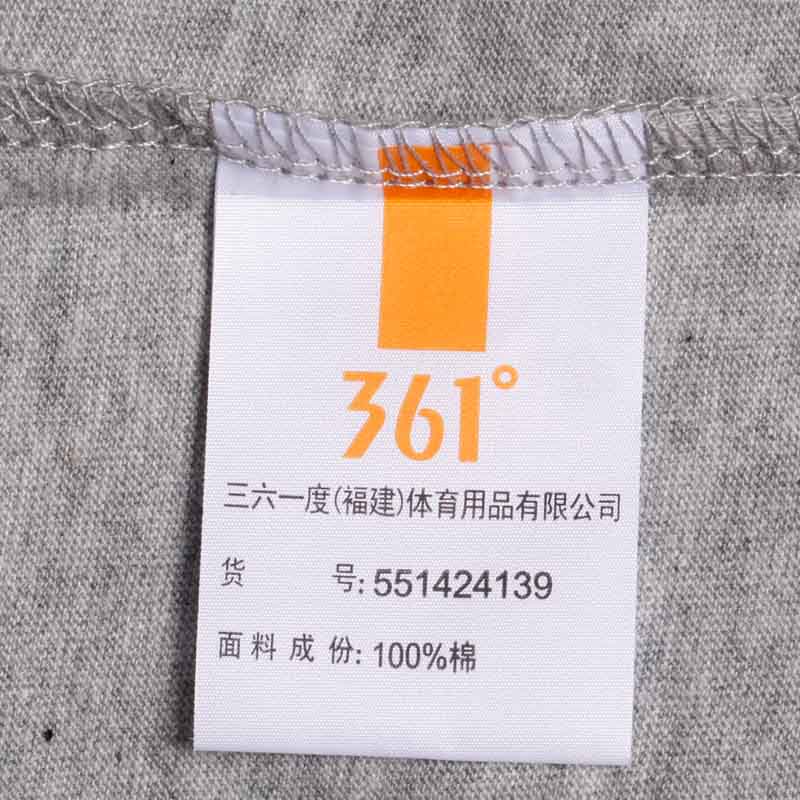 361°
三六一度(福建)体育用品有限公司
货 号: 551424139
面料成份: 100%棉